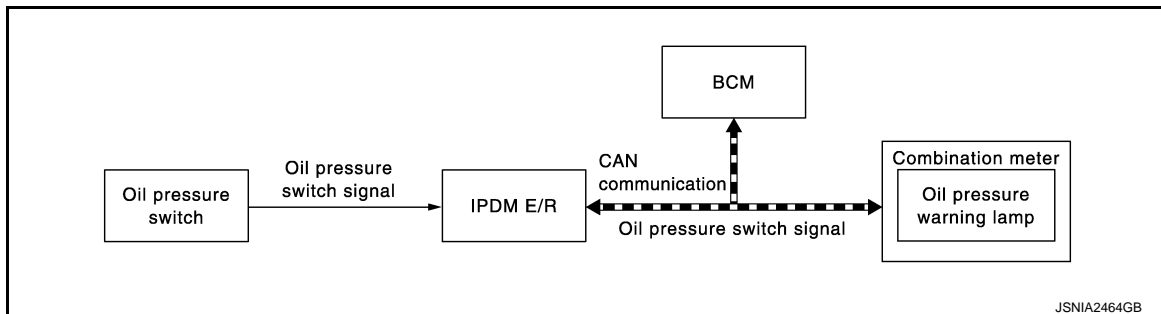 BCM
Oil pressure
switch signal
CAN
communication
Combination meter
Oil pressure
switch
IPDM E/R
Oil pressure
warning lamp
Oil pressure switch signal
JSNIA2464GB